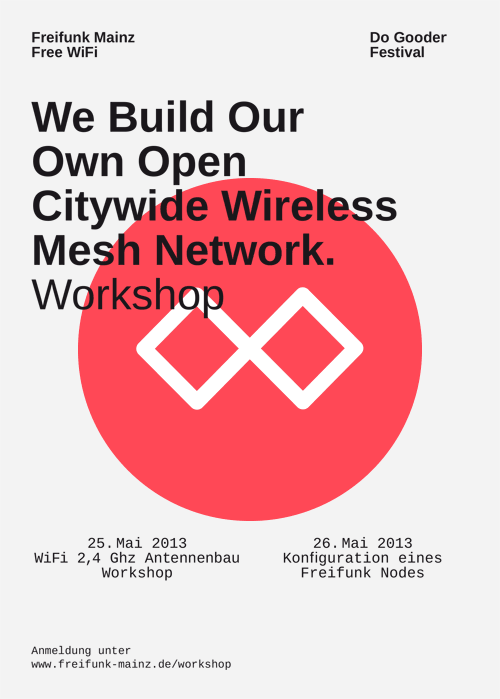 Freifunk Mainz
Free WiFi
Do Gooder
Festival
We Build Our
Own Open
Citywide Wireless
Mesh Network.
Workshop
25. Mai 2013
WiFi 2,4 Ghz Antennenbau
Workshop
26. Mai 2013
Konfiguration eines
Freifunk Nodes
Anmeldung unter
www.freifunk-mainz.de/workshop